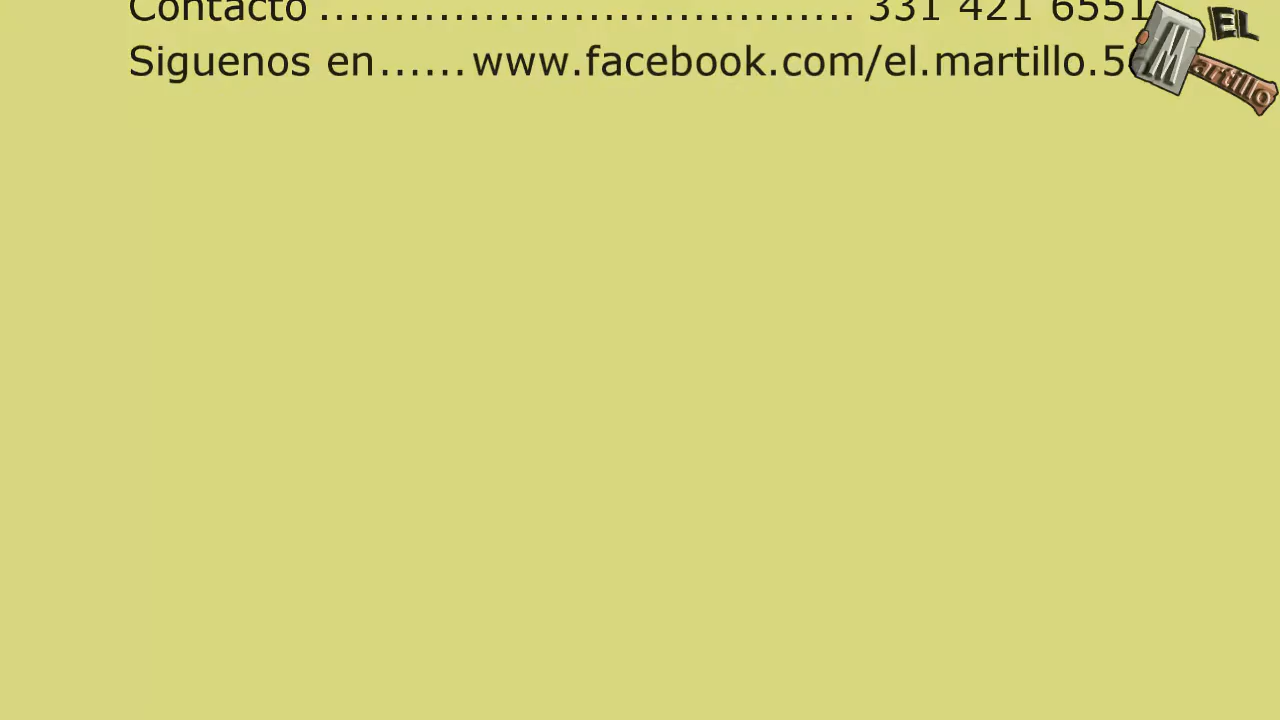 Contacto .................................... 331 421 6551
Siguenos en......www.facebook.com/el.martillo.5
EL
Martillo